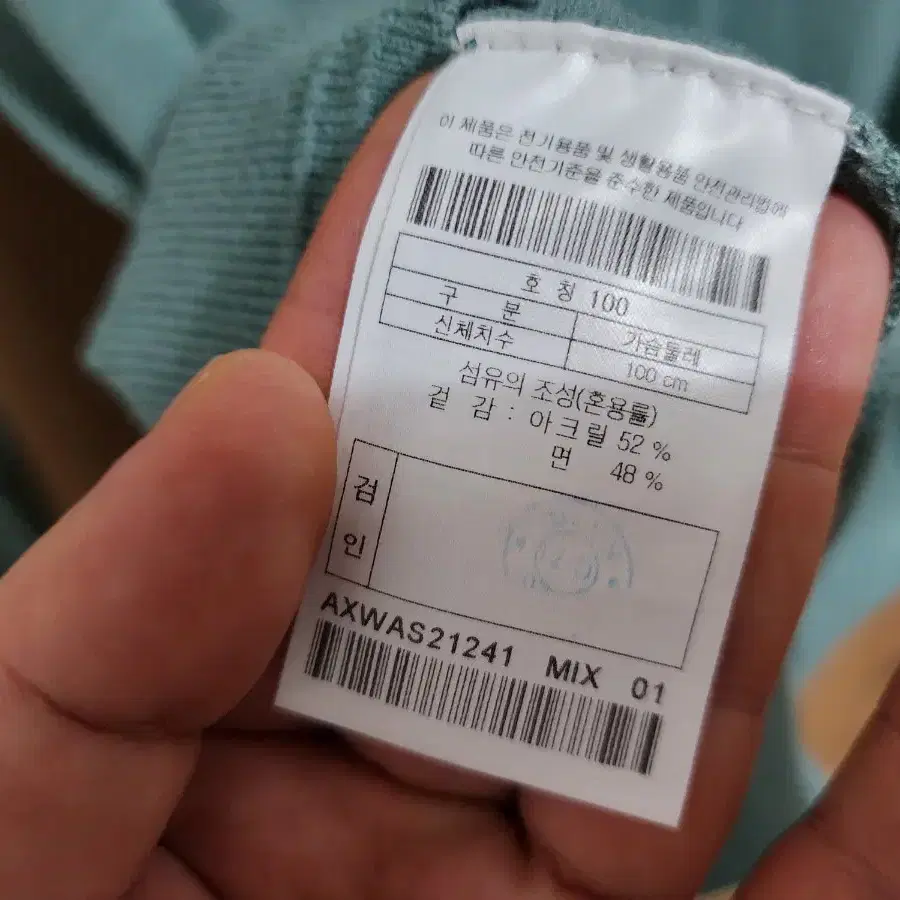 이 제품은 전기용품 및 생활용품 안전관리법에
따른 안전기준을 준수한 제품입니다
호 칭 100
구 분 가슴둘레
신체치수 100 cm
섬유의 조성(혼용률)
겉 감 : 아크릴 52 %
면 48 %
검
인
AXWAS21241 MIX 01